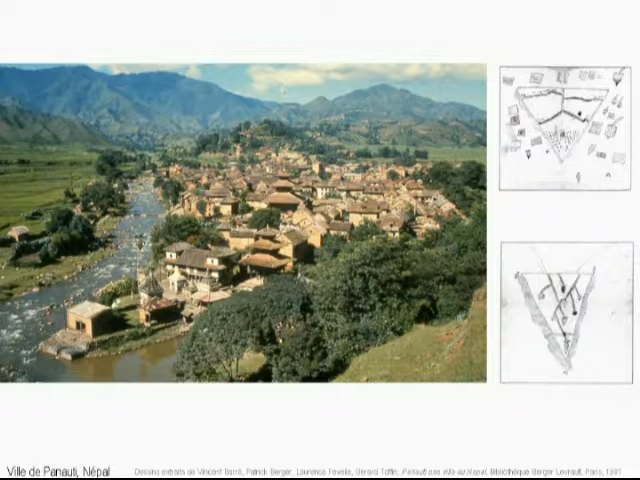 Ville de Panauti, Népal
Dessins extraits de Vincent Barré, Patrick Berger, Laurence Feveile, Gerard Toffin, Panauti une ville au Népal, Bibliothèque Berger Levrault, Paris, 1981